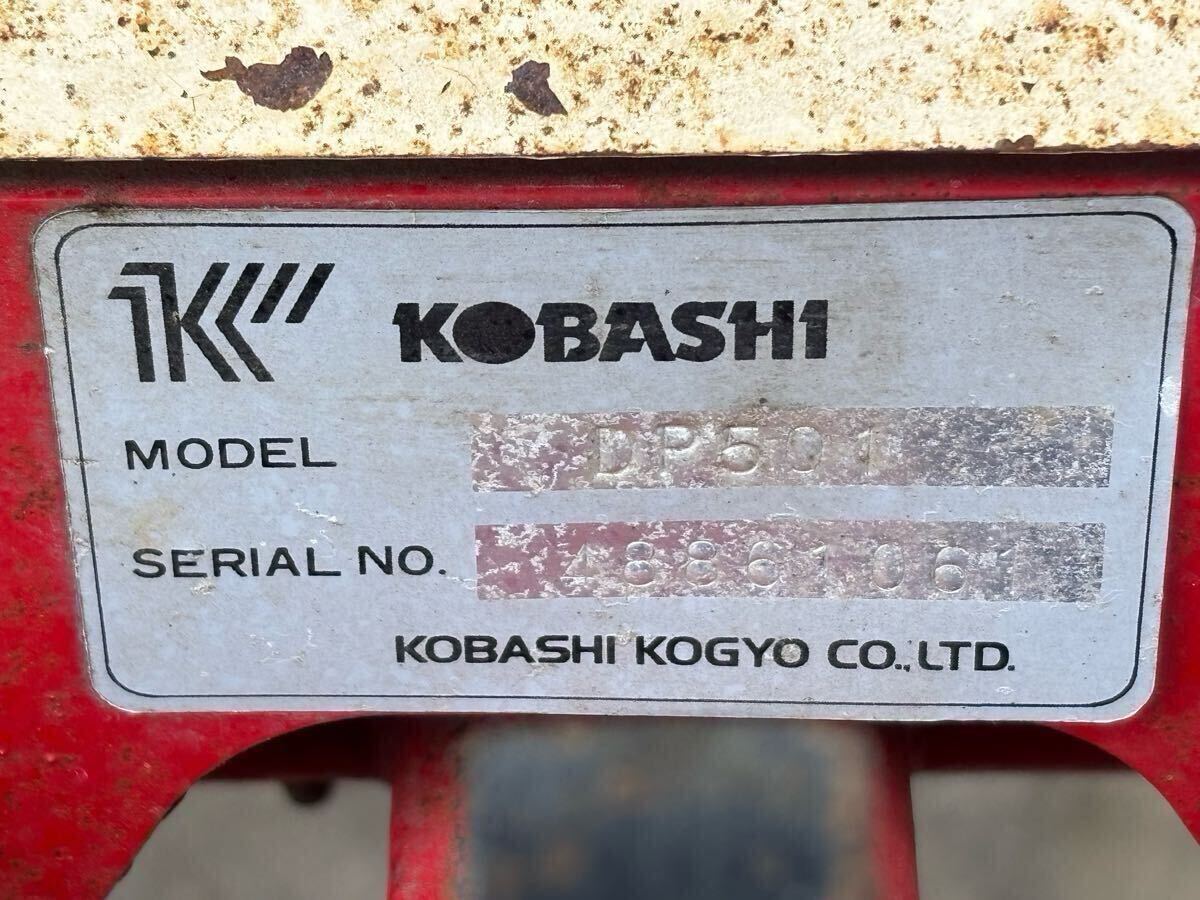 KOBASHI
MODEL DP501
SERIAL NO. 48861061
KOBASHI KOGYO CO., LTD.